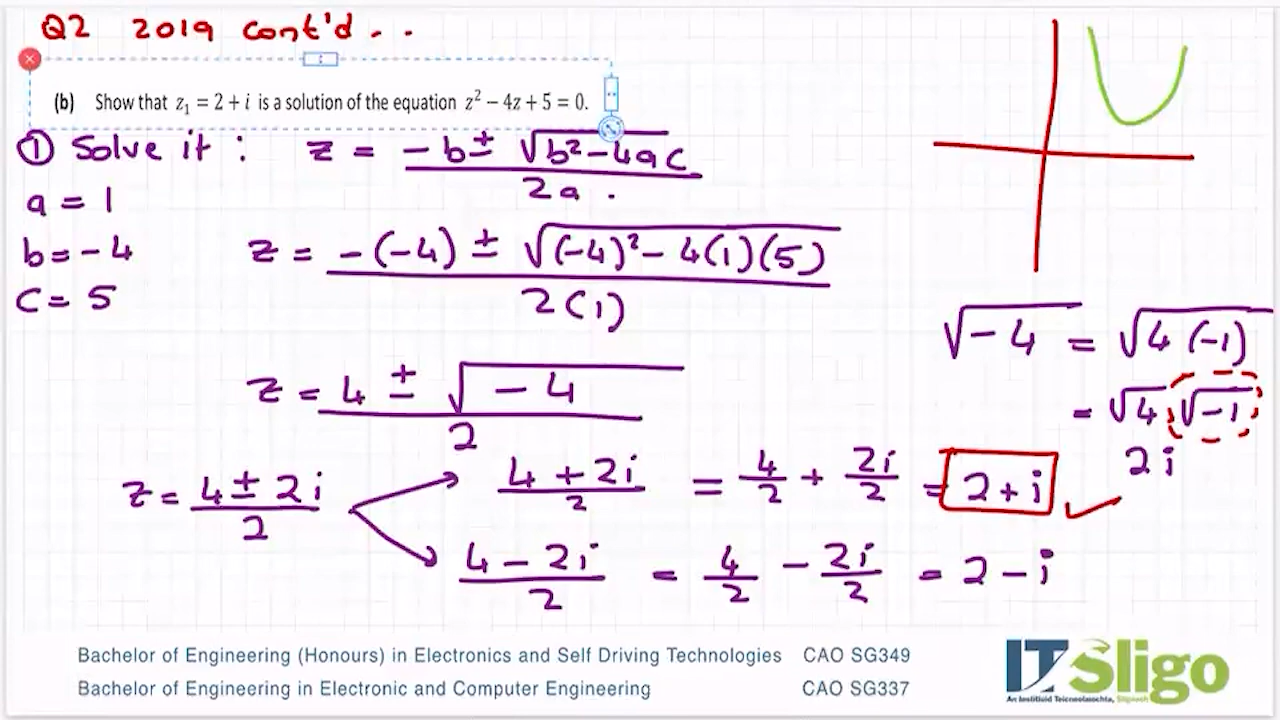 Q2 2019 cont'd . .
(b) Show that z₁ = 2 + i is a solution of the equation z² − 4z + 5 = 0.
① Solve it : z = (−b ± √(b² − 4ac)) / 2a .
a = 1
b = −4
c = 5
z = (−(−4) ± √((−4)² − 4(1)(5))) / 2(1)
z = (4 ± √(−4)) / 2
√−4 = √(4(−1))
= √4 √−1
2i
z = (4 ± 2i) / 2
(4 + 2i) / 2 = 4/2 + 2i/2 = 2 + i ✓
(4 − 2i) / 2 = 4/2 − 2i/2 = 2 − i
Bachelor of Engineering (Honours) in Electronics and Self Driving Technologies CAO SG349
Bachelor of Engineering in Electronic and Computer Engineering CAO SG337
IT Sligo
An Institiúid Teicneolaíochta, Sligeach